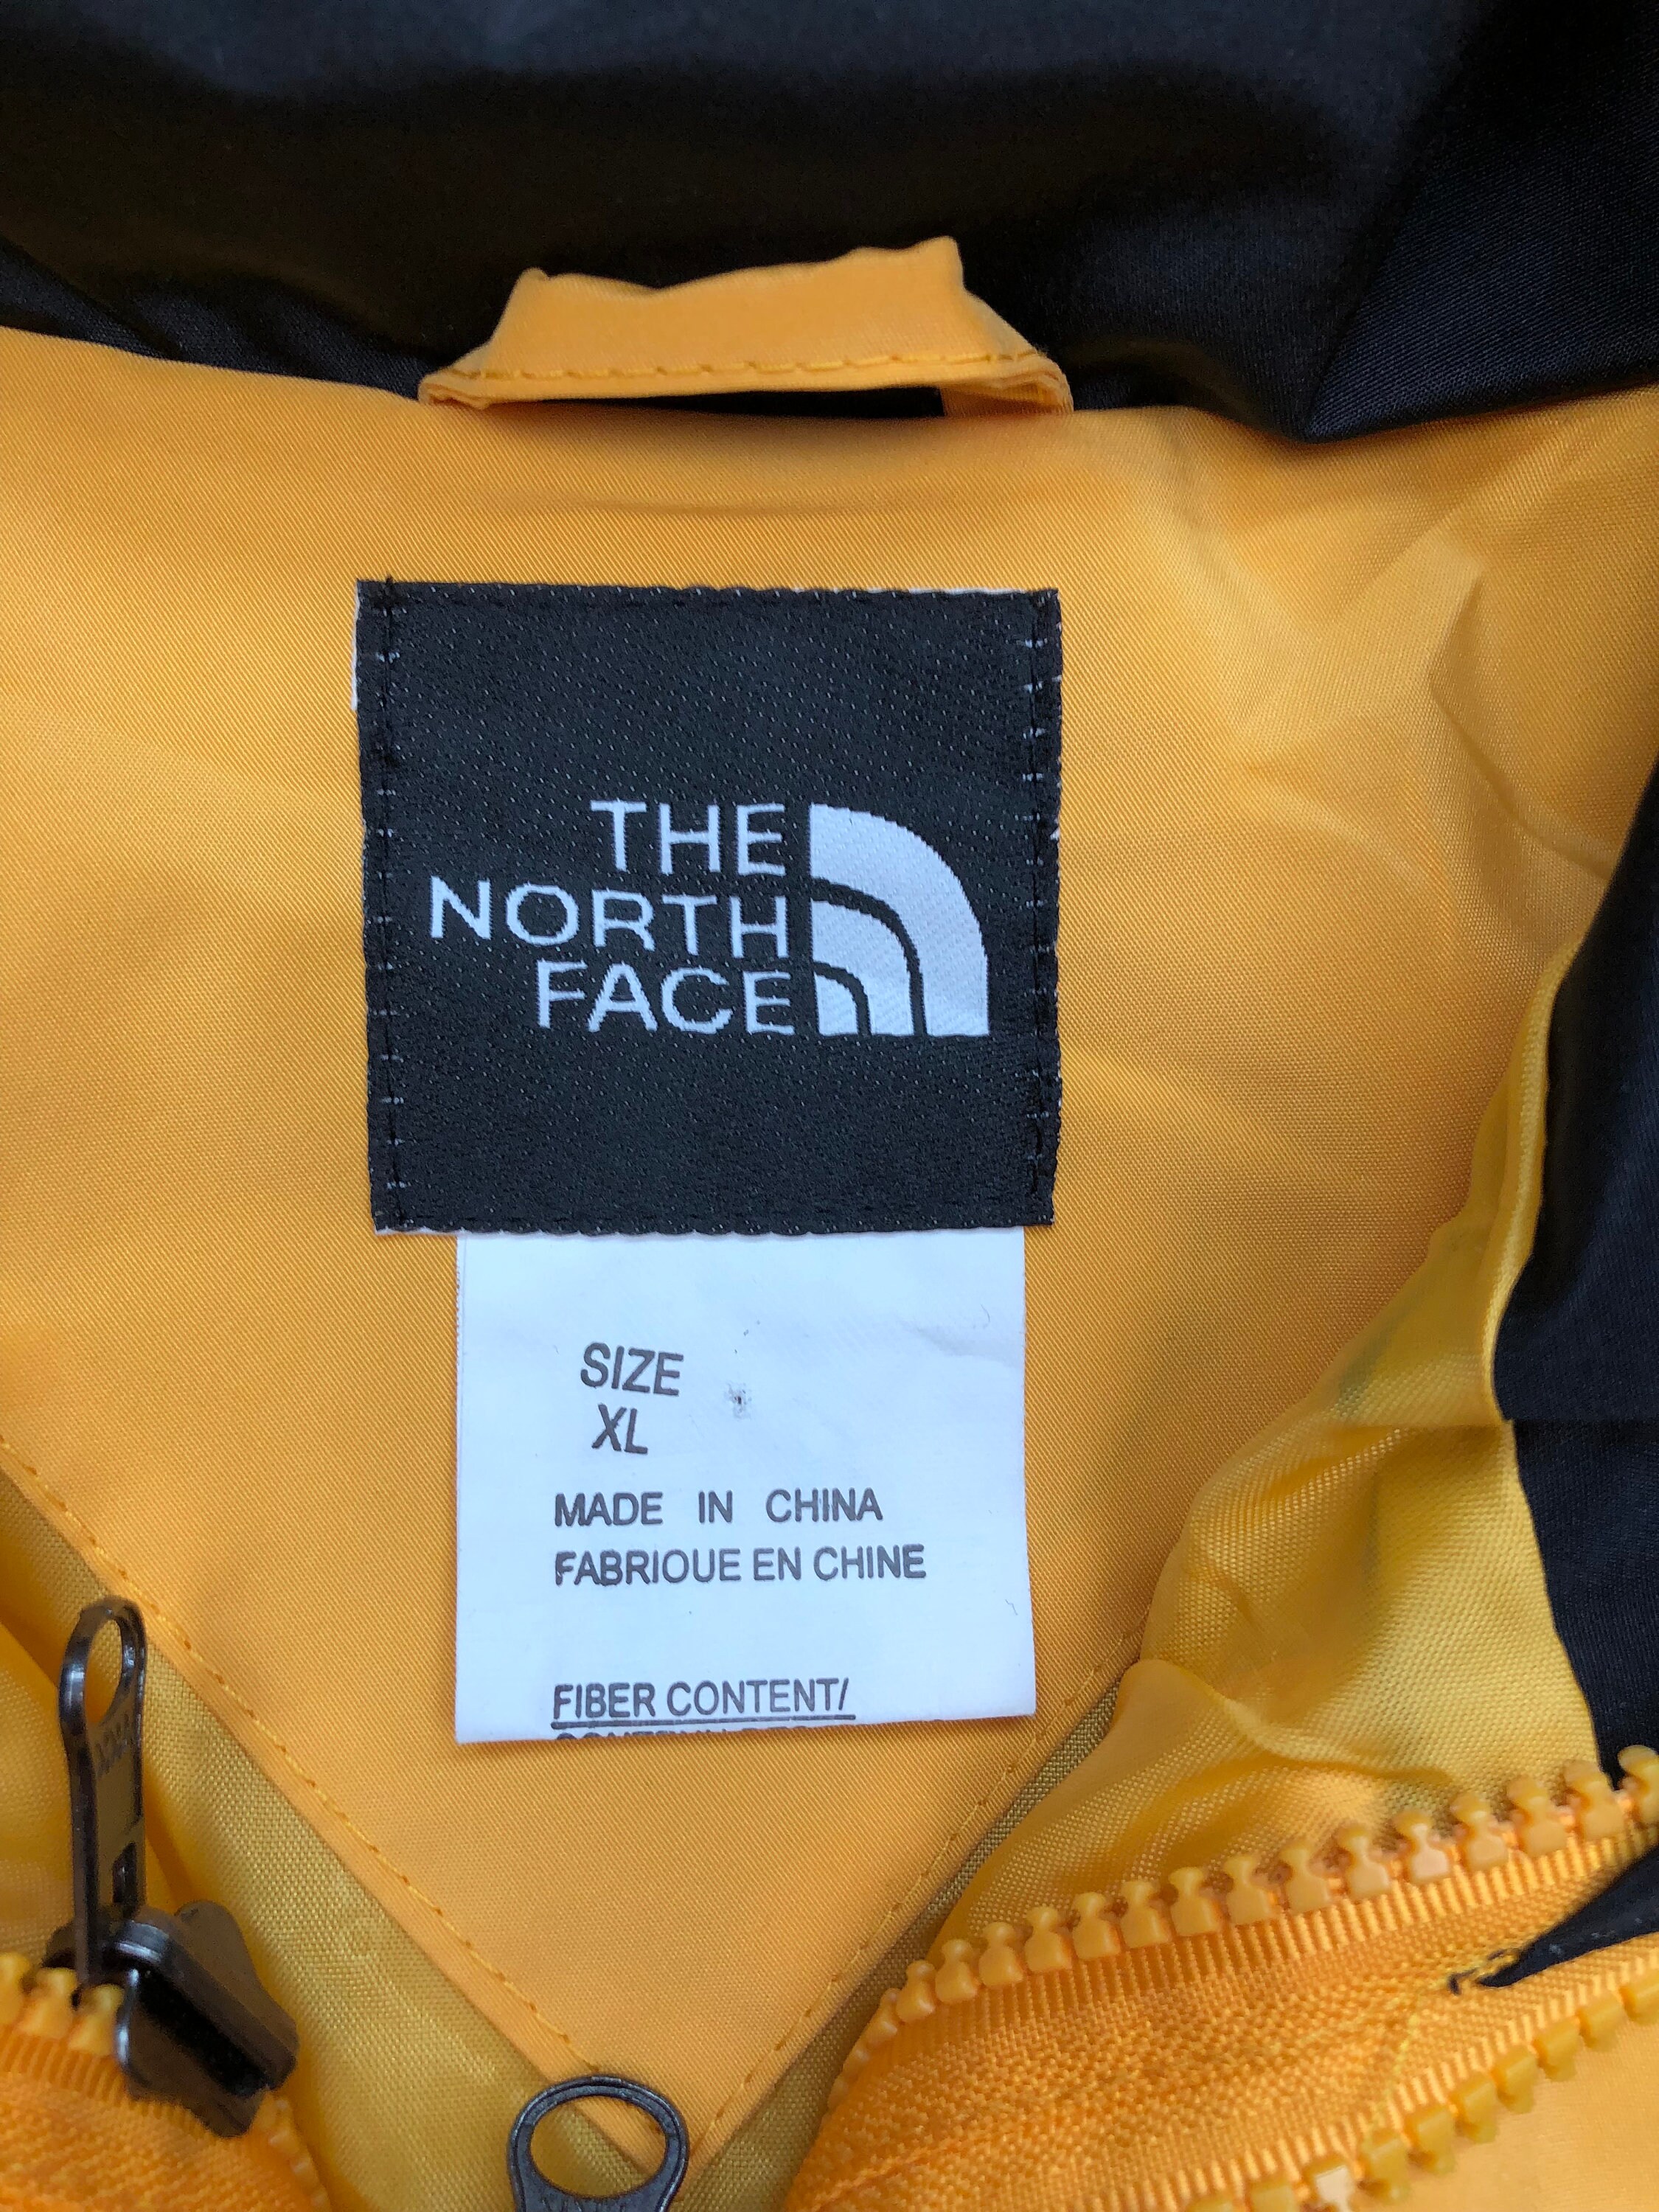 THE
NORTH
FACE
SIZE
XL
MADE IN CHINA
FABRIOUE EN CHINE
FIBER CONTENT/